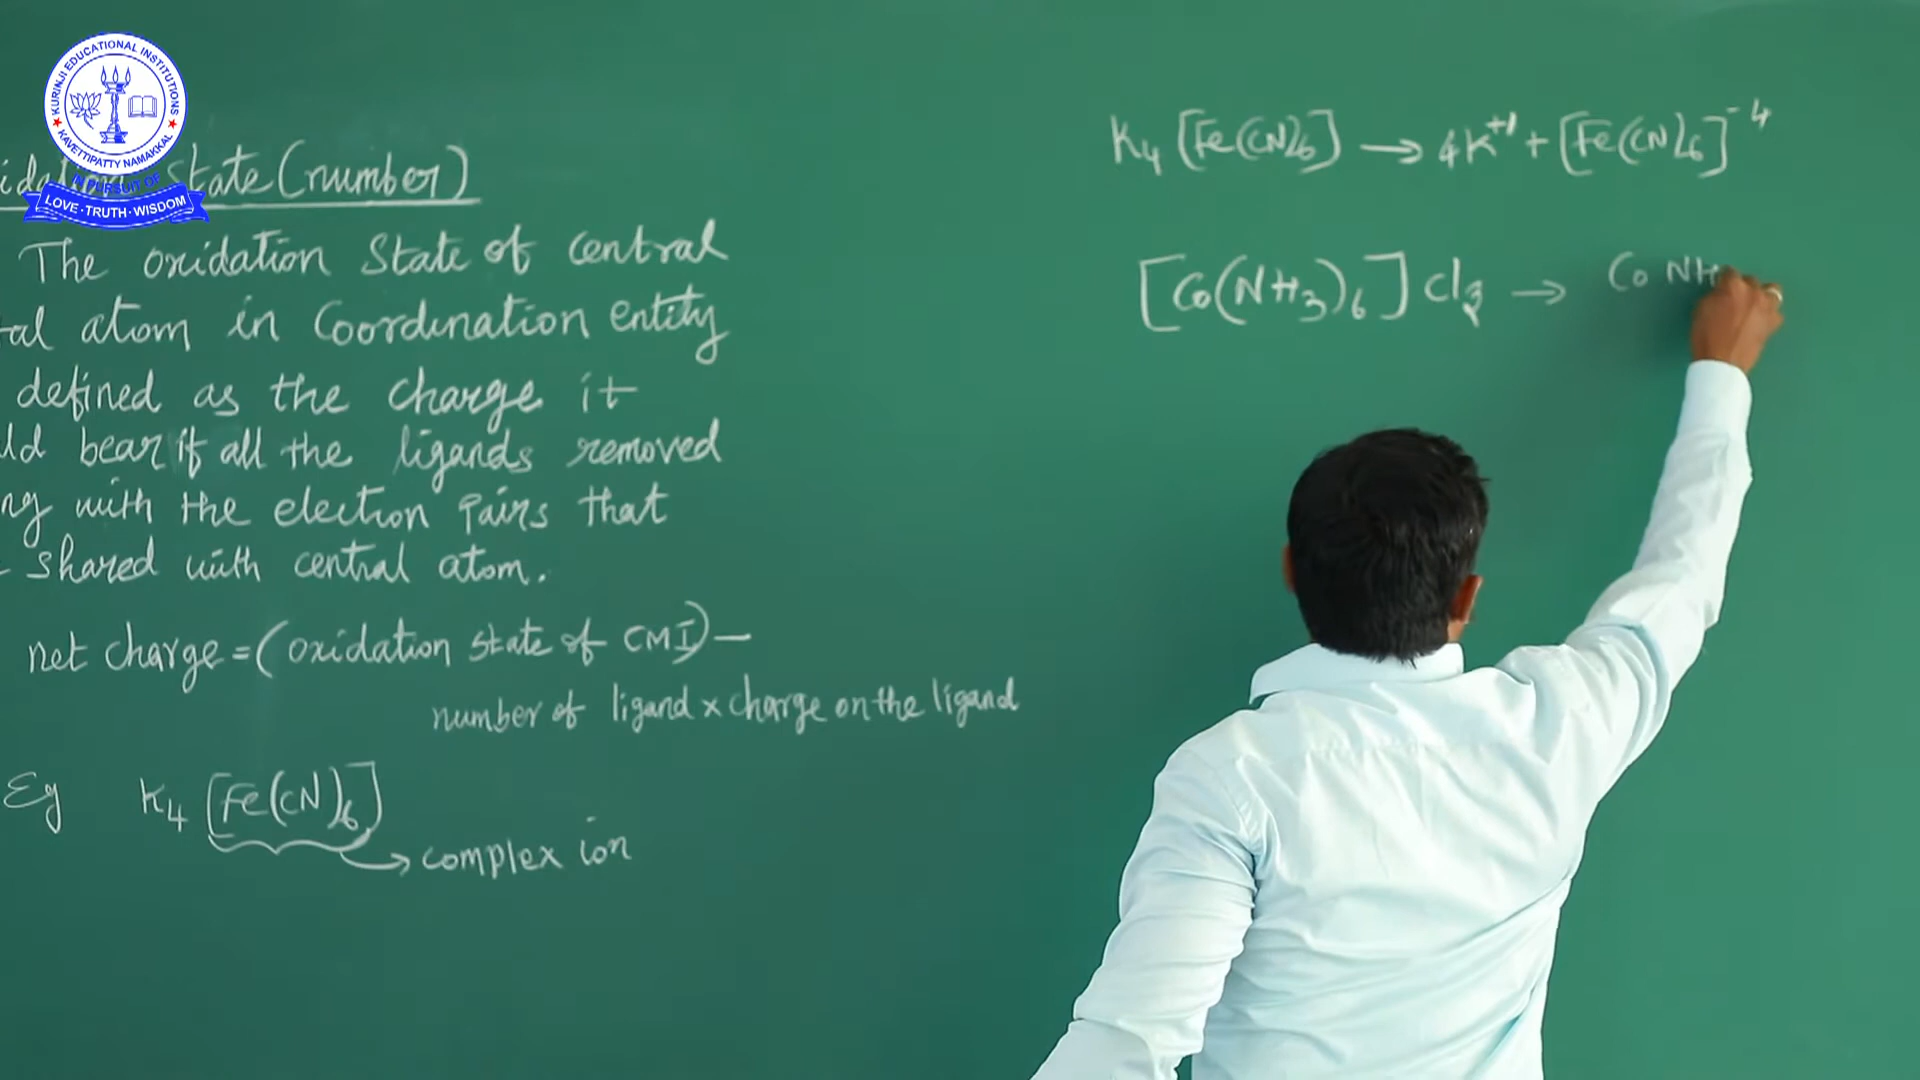 KURINJI EDUCATIONAL INSTITUTIONS
KAVETTIPATTY NAMAKKAL
IN PURSUIT OF
LOVE · TRUTH · WISDOM
State (number)
The oxidation State of central
atom in Coordination entity
defined as the charge it
bear if all the ligands removed
with the election pairs that
shared with central atom.
net charge = (oxidation state of CMI) –
number of ligand x charge on the ligand
Eg K₄ [Fe(CN)₆]
→ complex ion
K₄ [Fe(CN)₆] → 4K⁺¹ + [Fe(CN)₆]⁻⁴
[Co(NH₃)₆] Cl₃ → Co NH